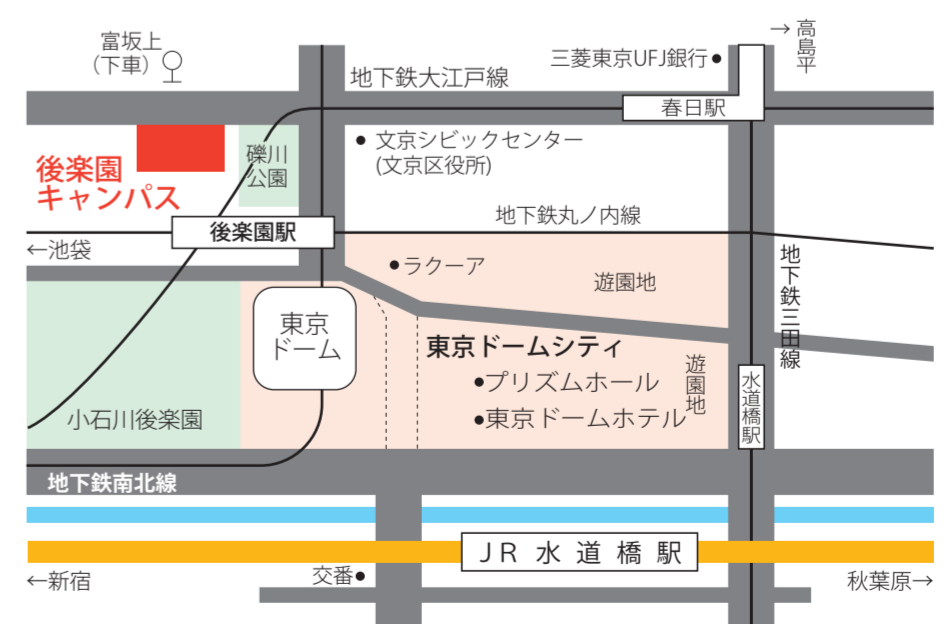 →高島平
富坂上
(下車)
三菱東京UFJ銀行
地下鉄大江戸線
春日駅
文京シビックセンター
(文京区役所)
礫川
公園
後楽園
キャンパス
地下鉄丸ノ内線
後楽園駅
←池袋
ラクーア
遊園地
地下鉄三田線
東京
ドーム
東京ドームシティ
遊園地
プリズムホール
水道橋駅
小石川後楽園
東京ドームホテル
地下鉄南北線
JR水道橋駅
←新宿
交番
秋葉原→